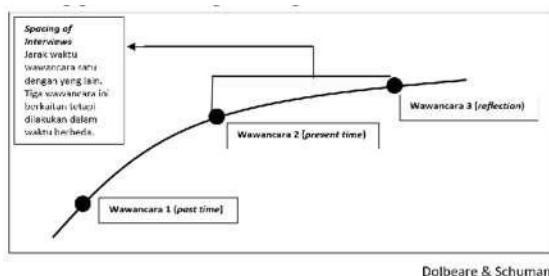 Spacing of
Interviews
Jarak waktu
wawancara satu
dengan yang lain.
Tiga wawancara ini
berkaitan tetapi
dilakukan dalam
waktu berbeda.
Wawancara 3 (reflection)
Wawancara 2 (present time)
Wawancara 1 (past time)
Dolbeare & Schuman